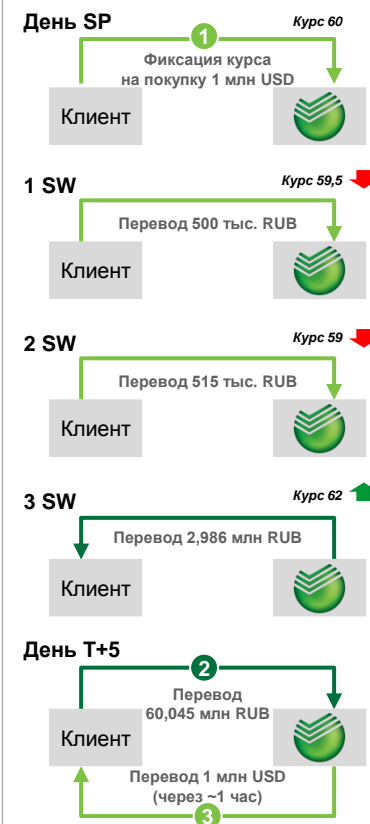 День SP
Курс 60
1
Фиксация курса
на покупку 1 млн USD
Клиент
1 SW
Курс 59,5
Перевод 500 тыс. RUB
Клиент
2 SW
Курс 59
Перевод 515 тыс. RUB
Клиент
3 SW
Курс 62
Перевод 2,986 млн RUB
Клиент
День T+5
2
Перевод
60,045 млн RUB
Клиент
Перевод 1 млн USD
(через ~1 час)
3